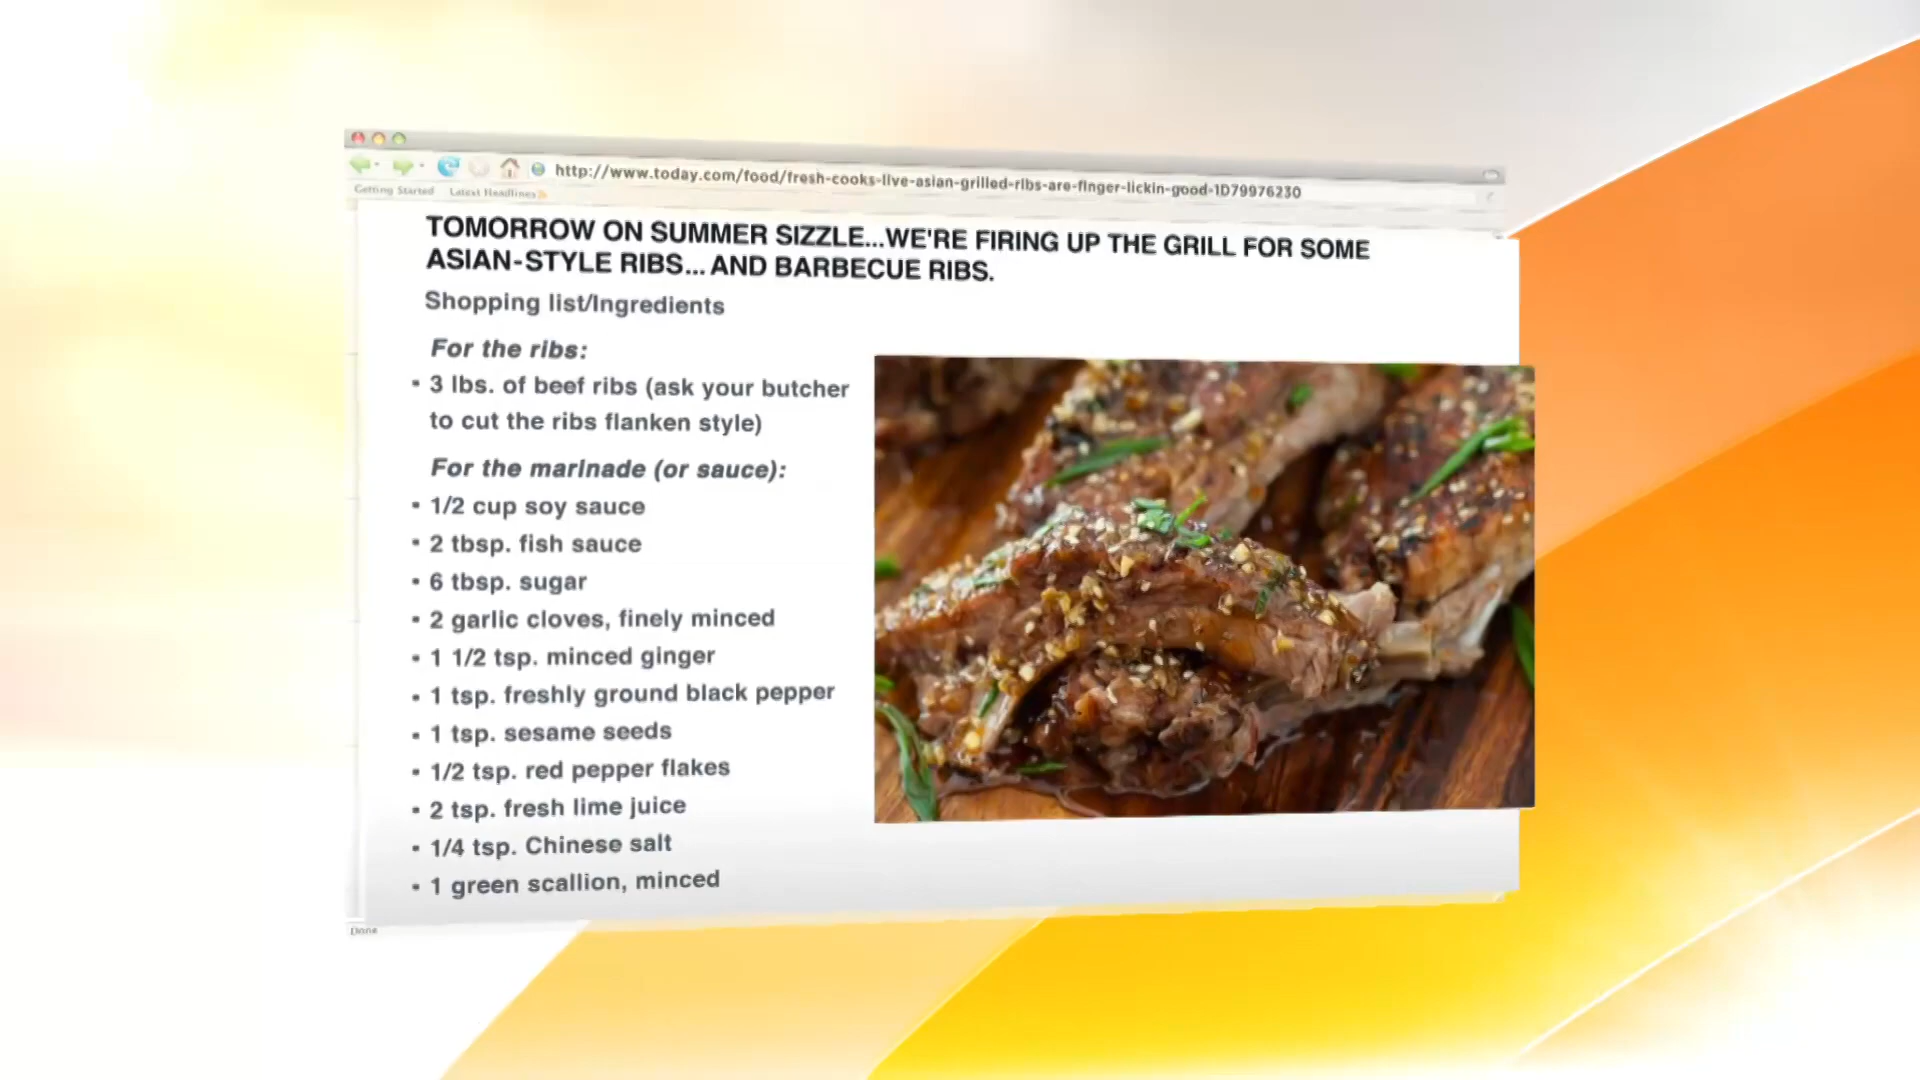 http://www.today.com/food/fresh-cooks-live-asian-grilled-ribs-are-finger-lickin-good-1D79976230
Getting Started Latest Headlines
TOMORROW ON SUMMER SIZZLE...WE'RE FIRING UP THE GRILL FOR SOME
ASIAN-STYLE RIBS... AND BARBECUE RIBS.
Shopping list/Ingredients
For the ribs:
• 3 lbs. of beef ribs (ask your butcher
to cut the ribs flanken style)
For the marinade (or sauce):
• 1/2 cup soy sauce
• 2 tbsp. fish sauce
• 6 tbsp. sugar
• 2 garlic cloves, finely minced
• 1 1/2 tsp. minced ginger
• 1 tsp. freshly ground black pepper
• 1 tsp. sesame seeds
• 1/2 tsp. red pepper flakes
• 2 tsp. fresh lime juice
• 1/4 tsp. Chinese salt
• 1 green scallion, minced
Done